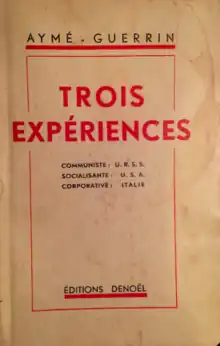 AYMÉ - GUERRIN
TROIS
EXPÉRIENCES
COMMUNISTE : U. R. S. S.
SOCIALISANTE : U. S. A.
CORPORATIVE : ITALIE
ÉDITIONS DENOËL